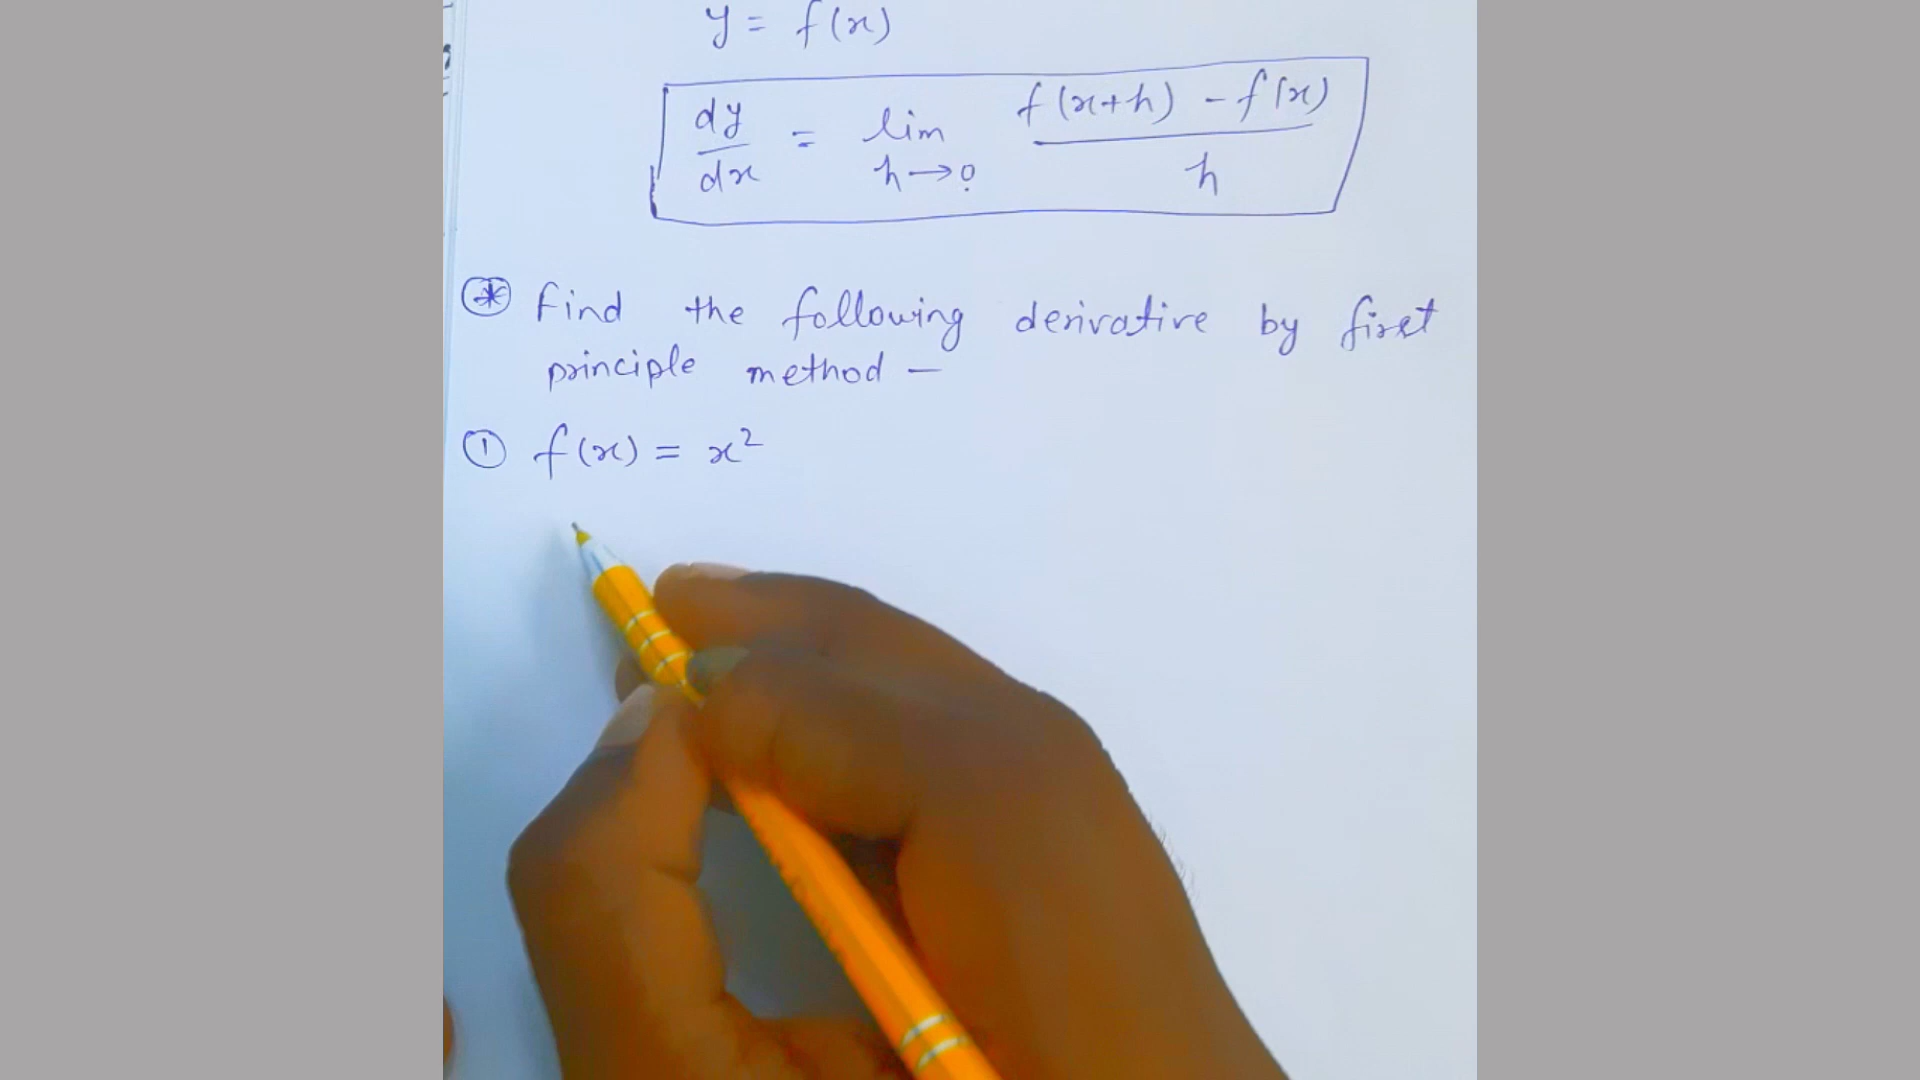 y = f(x)
dy/dx = lim h→0 f(x+h) - f(x) / h
* Find the following derivative by first
principle method —
① f(x) = x²